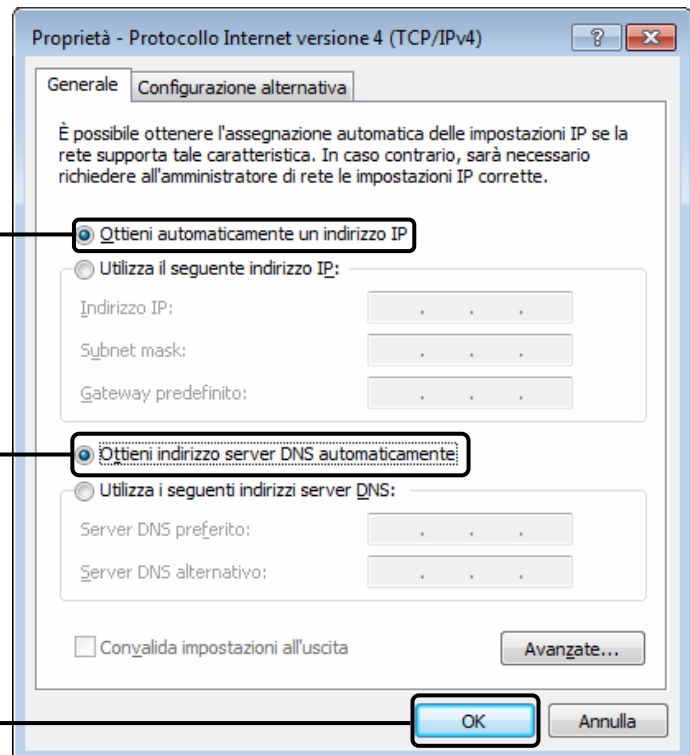 Proprietà - Protocollo Internet versione 4 (TCP/IPv4)
Generale
Configurazione alternativa
È possibile ottenere l'assegnazione automatica delle impostazioni IP se la
rete supporta tale caratteristica. In caso contrario, sarà necessario
richiedere all'amministratore di rete le impostazioni IP corrette.
Ottieni automaticamente un indirizzo IP
Utilizza il seguente indirizzo IP:
Indirizzo IP:
Subnet mask:
Gateway predefinito:
Ottieni indirizzo server DNS automaticamente
Utilizza i seguenti indirizzi server DNS:
Server DNS preferito:
Server DNS alternativo:
Convalida impostazioni all'uscita
Avanzate...
OK
Annulla